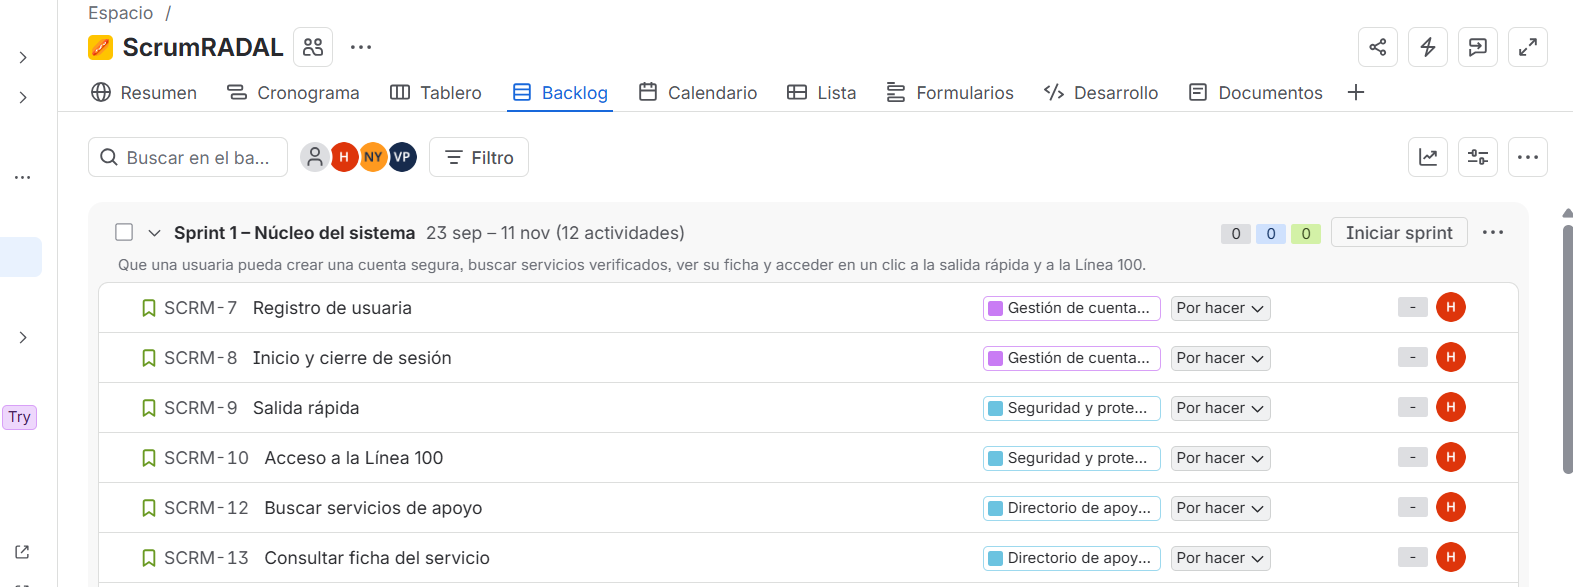 Espacio /
ScrumRADAL
Resumen Cronograma Tablero Backlog Calendario Lista Formularios Desarrollo Documentos
Buscar en el ba... H NY VP Filtro
Sprint 1 – Núcleo del sistema 23 sep – 11 nov (12 actividades) 0 0 0 Iniciar sprint
Que una usuaria pueda crear una cuenta segura, buscar servicios verificados, ver su ficha y acceder en un clic a la salida rápida y a la Línea 100.
SCRM-7 Registro de usuaria Gestión de cuenta... Por hacer - H
SCRM-8 Inicio y cierre de sesión Gestión de cuenta... Por hacer - H
SCRM-9 Salida rápida Seguridad y prote... Por hacer - H
Try
SCRM-10 Acceso a la Línea 100 Seguridad y prote... Por hacer - H
SCRM-12 Buscar servicios de apoyo Directorio de apoy... Por hacer - H
SCRM-13 Consultar ficha del servicio Directorio de apoy... Por hacer - H